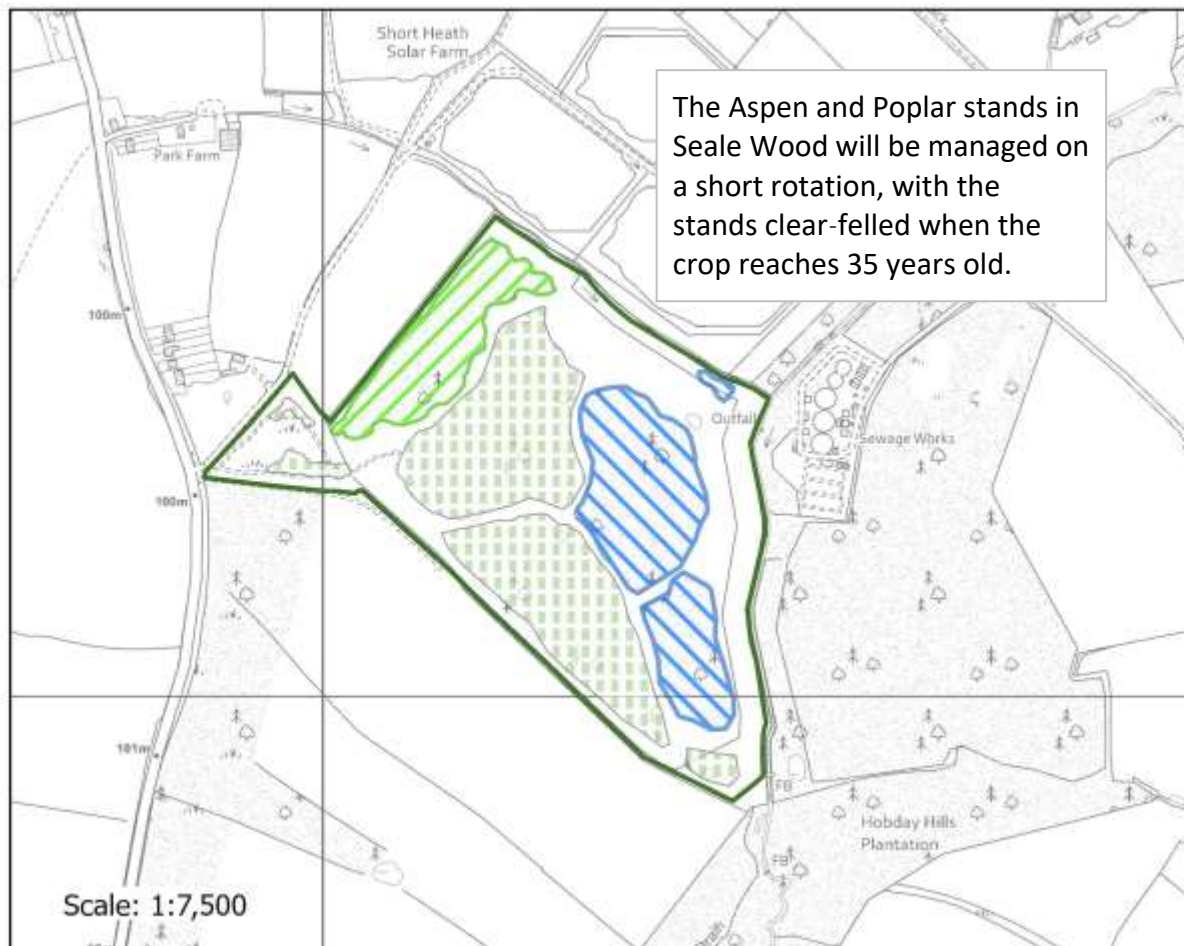 Short Heath
Solar Farm
The Aspen and Poplar stands in
Seale Wood will be managed on
a short rotation, with the
stands clear-felled when the
crop reaches 35 years old.
Park Farm
100m
Outfall
Sewage Works
100m
101m
FB
Hobday Hills
Plantation
FB
Scale: 1:7,500